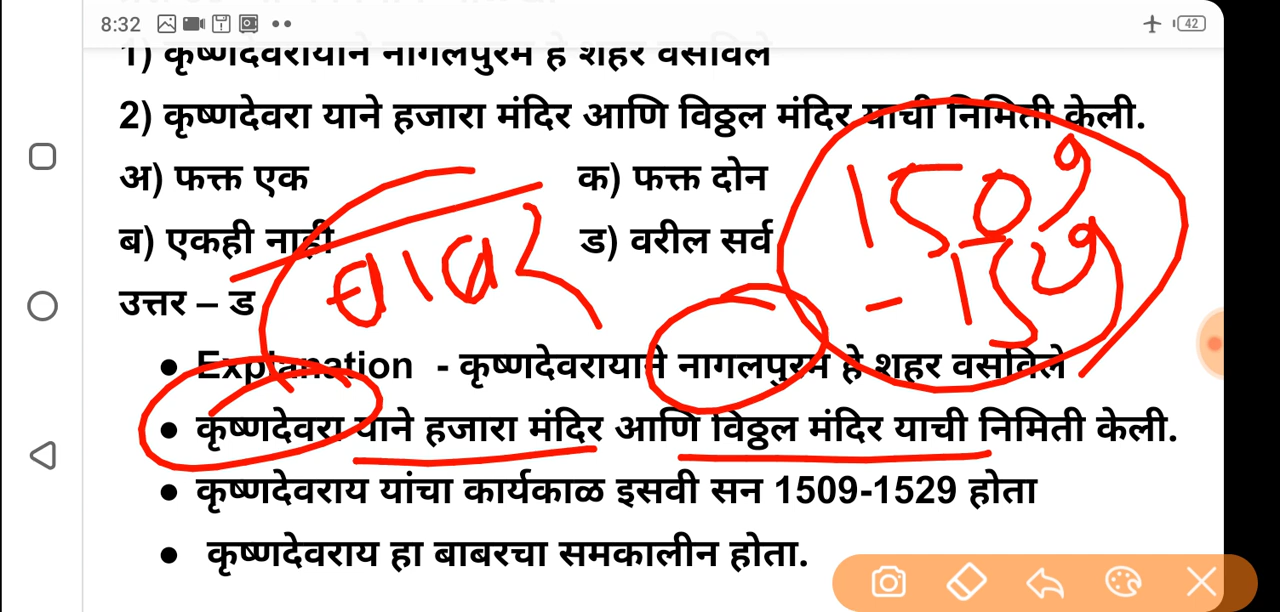 8:32
42
1) कृष्णदेवरायाने नागलपुरम हे शहर वसविले
2) कृष्णदेवरा याने हजारा मंदिर आणि विठ्ठल मंदिर याची निमिती केली.
अ) फक्त एक क) फक्त दोन
ब) एकही नाही ड) वरील सर्व
1509
-1529
बाबर
उत्तर – ड
● Explanation - कृष्णदेवरायाने नागलपुरम हे शहर वसविले
● कृष्णदेवरा याने हजारा मंदिर आणि विठ्ठल मंदिर याची निमिती केली.
● कृष्णदेवराय यांचा कार्यकाळ इसवी सन 1509-1529 होता
● कृष्णदेवराय हा बाबरचा समकालीन होता.